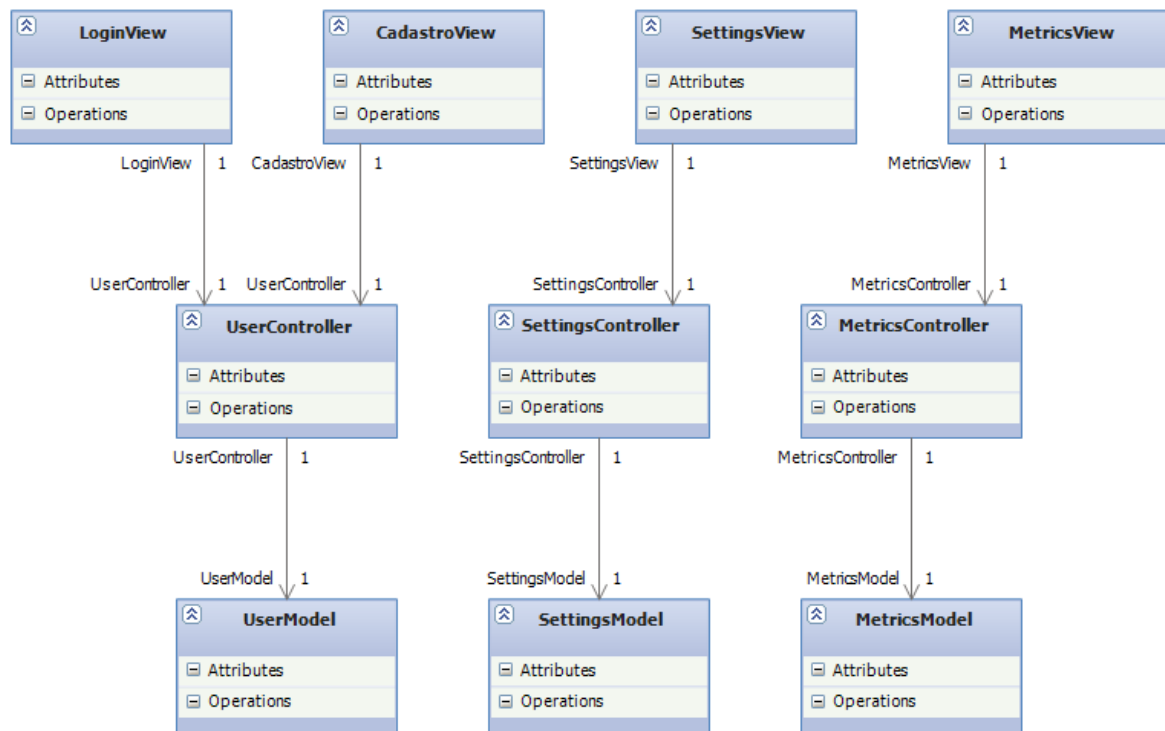 LoginView
CadastroView
SettingsView
MetricsView
Attributes
Attributes
Attributes
Attributes
Operations
Operations
Operations
Operations
LoginView 1
CadastroView 1
SettingsView 1
MetricsView 1
UserController 1
UserController 1
SettingsController 1
MetricsController 1
UserController
SettingsController
MetricsController
Attributes
Attributes
Attributes
Operations
Operations
Operations
UserController 1
SettingsController 1
MetricsController 1
UserModel 1
SettingsModel 1
MetricsModel 1
UserModel
SettingsModel
MetricsModel
Attributes
Attributes
Attributes
Operations
Operations
Operations